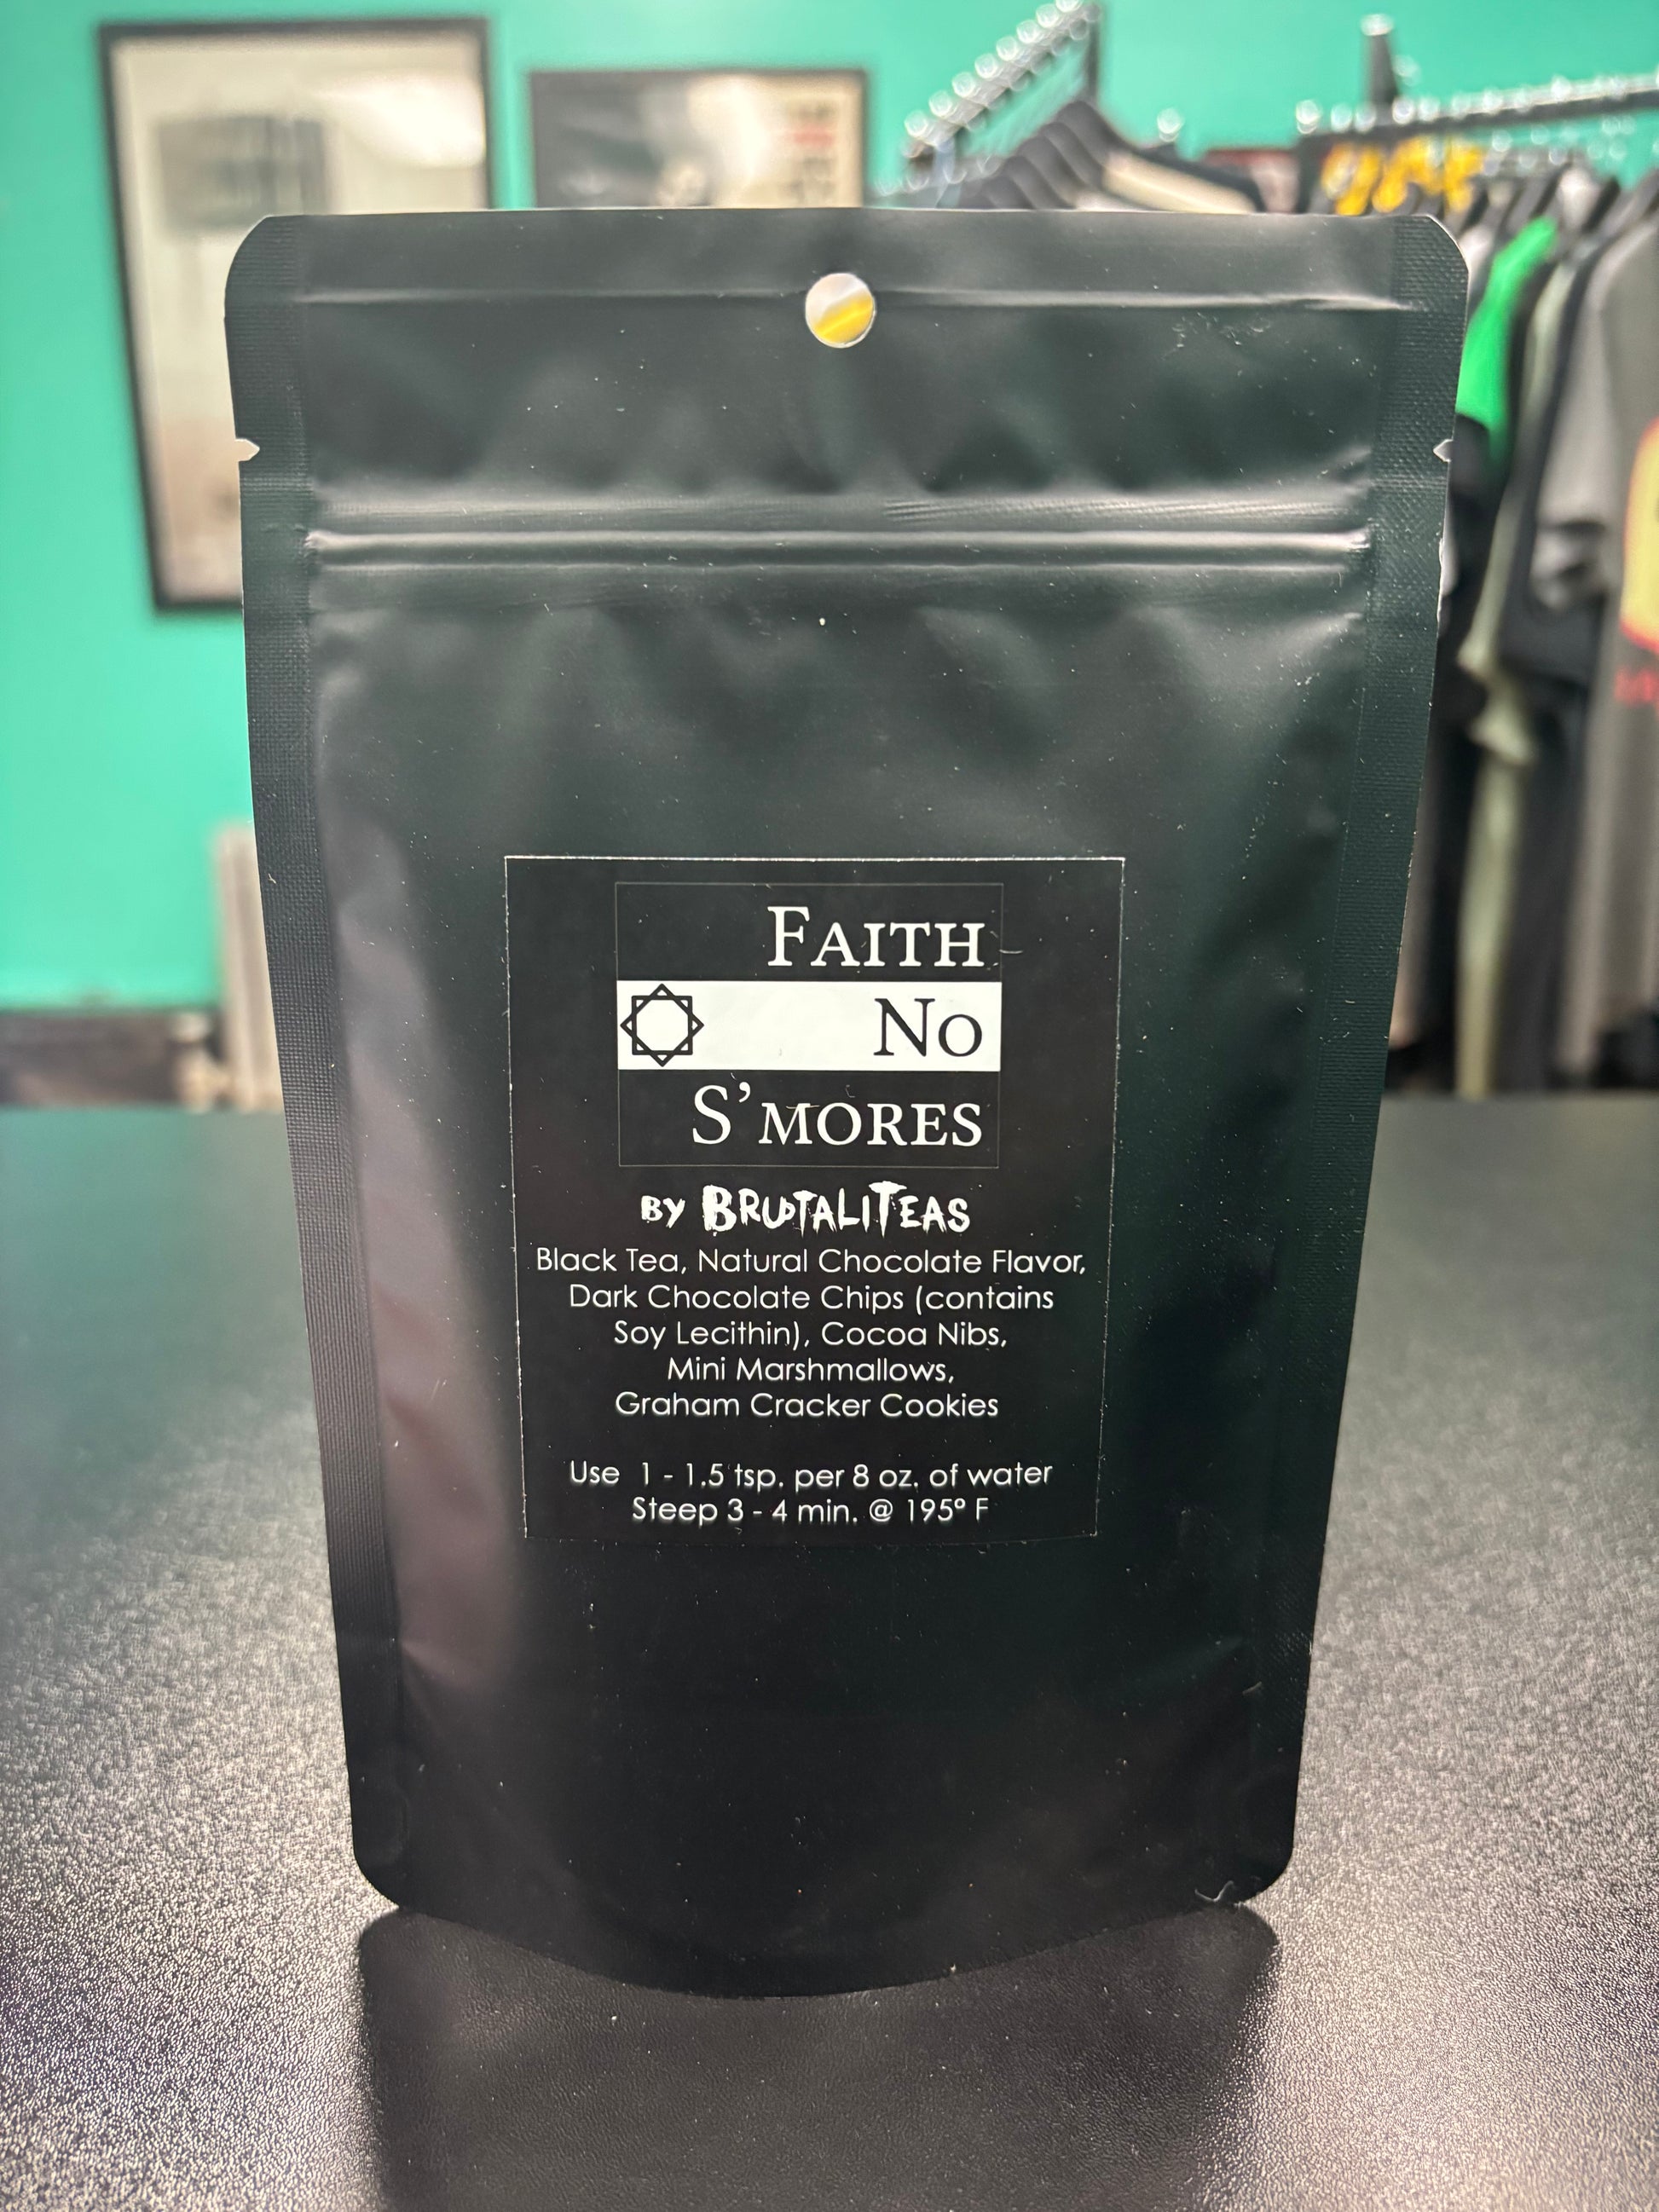 FAITH
NO
S'MORES
BY BRUTALITEAS
Black Tea, Natural Chocolate Flavor,
Dark Chocolate Chips (contains
Soy Lecithin), Cocoa Nibs,
Mini Marshmallows,
Graham Cracker Cookies
Use 1 - 1.5 tsp. per 8 oz. of water
Steep 3 - 4 min. @ 195º F